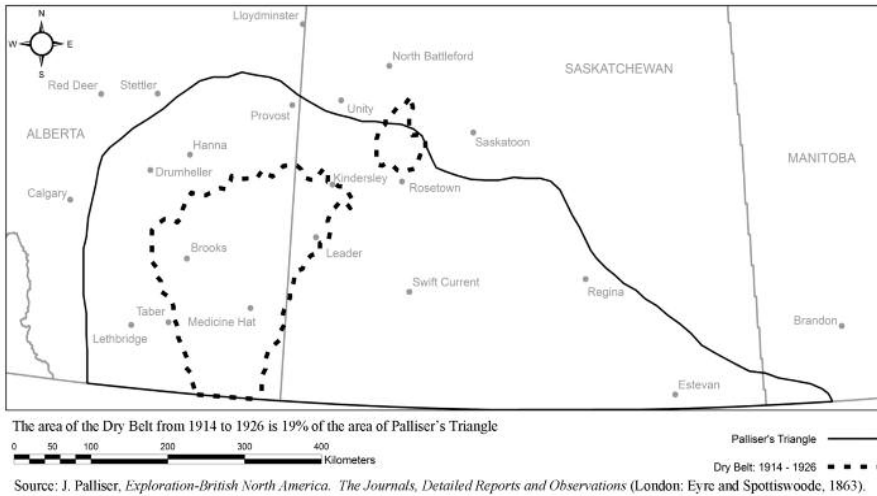 Lloydminster
N
W E
S
North Battleford
SASKATCHEWAN
Red Deer
Stettler
Unity
Provost
ALBERTA
Saskatoon
Hanna
MANITOBA
Drumheller
Kindersley
Rosetown
Calgary
Brooks
Leader
Swift Current
Regina
Taber
Medicine Hat
Lethbridge
Brandon
Estevan
The area of the Dry Belt from 1914 to 1926 is 19% of the area of Palliser's Triangle
Palliser's Triangle
0 100 200 300 400
Kilometers
Dry Belt: 1914 - 1926
Source: J. Palliser, Exploration-British North America. The Journals, Detailed Reports and Observations (London: Eyre and Spottiswoode, 1863).